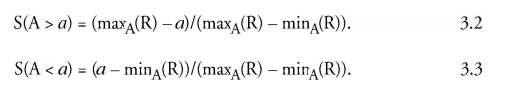 S(A > a) = (maxA(R) – a)/(maxA(R) – minA(R)). 3.2
S(A < a) = (a – minA(R))/(maxA(R) – minA(R)). 3.3